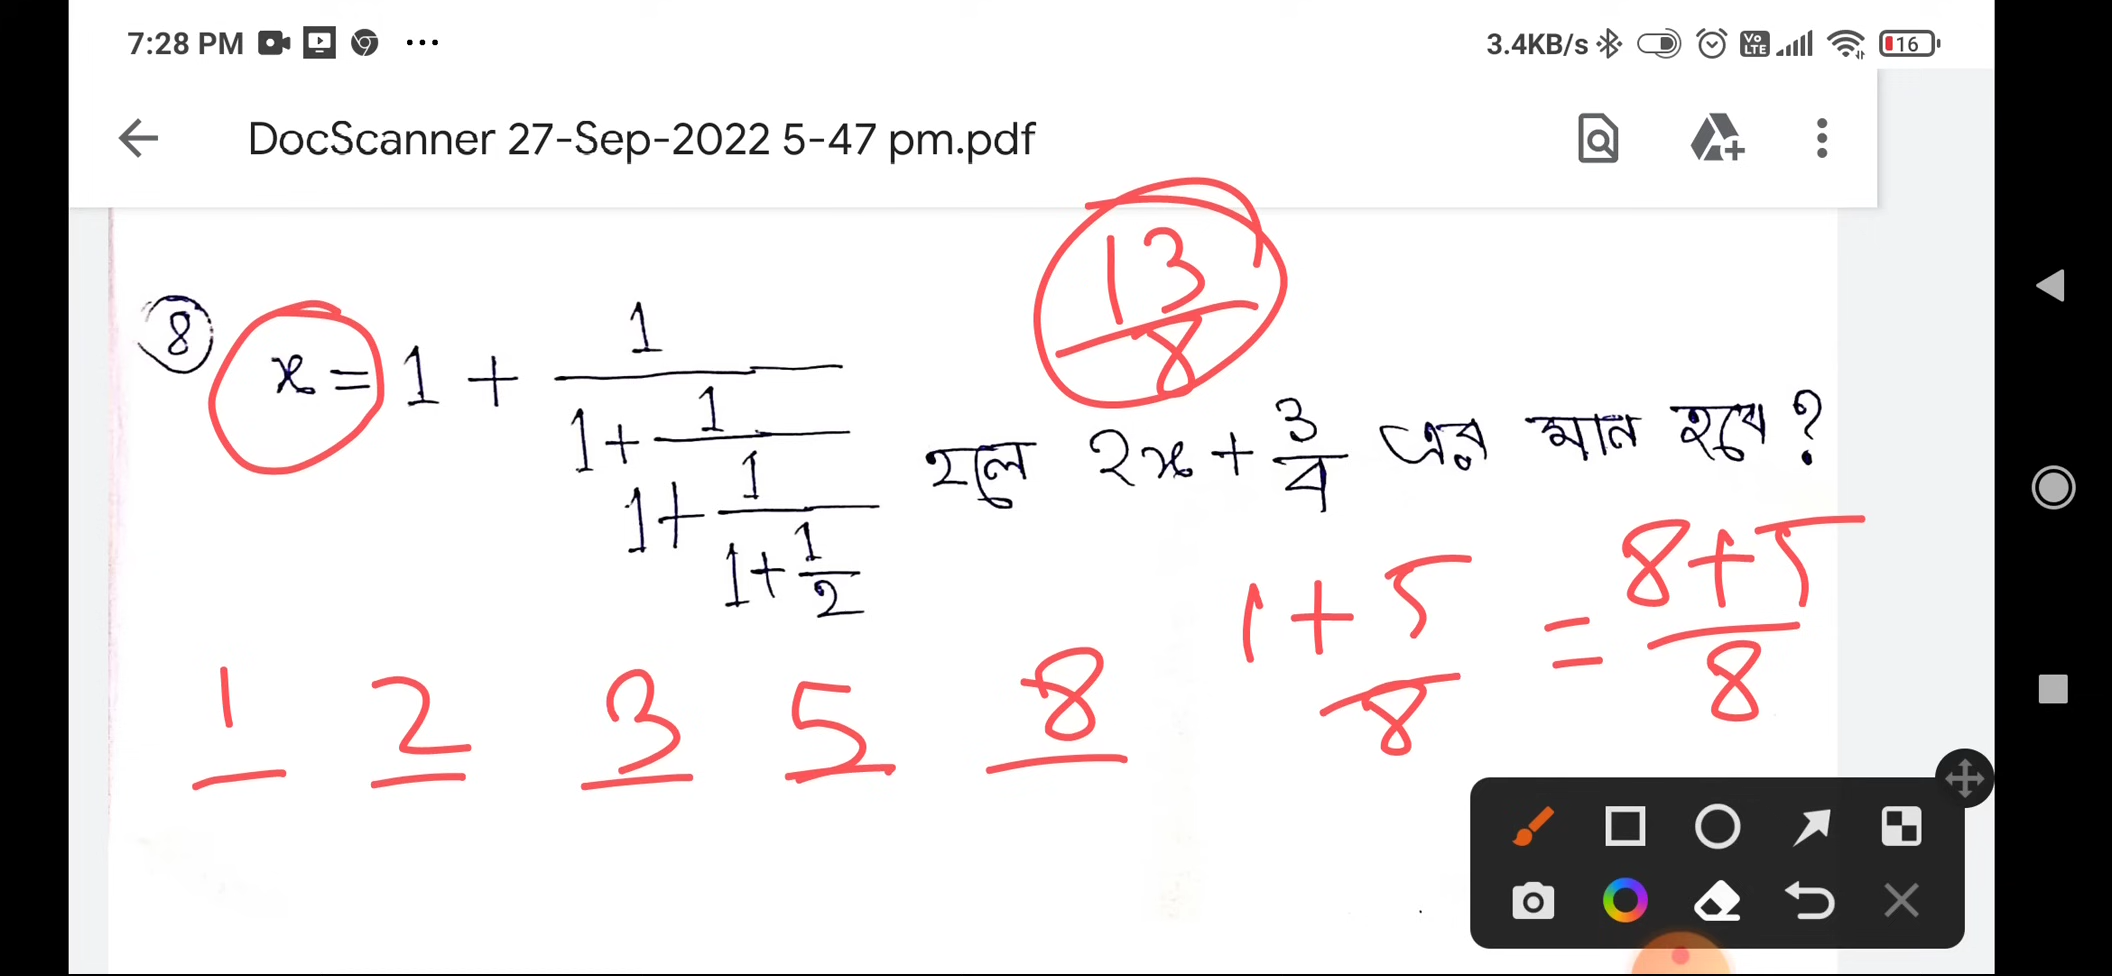 7:28 PM ...
3.4KB/s Vo LTE 16
DocScanner 27-Sep-2022 5-47 pm.pdf
13
8
8 x = 1 + 1
1 + 1
1 + 1
1 + 1
2
হলে 2x + 3/4 এর মান হবে ?
1 2 3 5 8
1 + 5/8 = 8+5/8